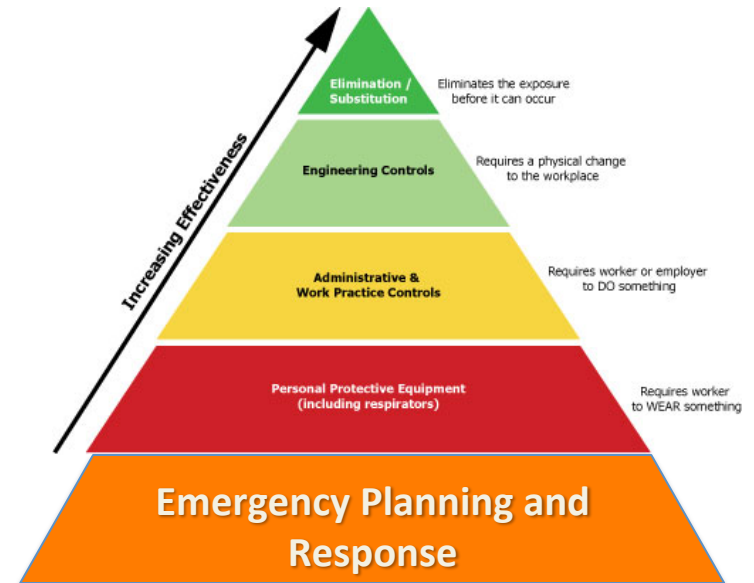 Elimination /
Substitution
Eliminates the exposure
before it can occur
Engineering Controls
Requires a physical change
to the workplace
Increasing Effectiveness
Administrative &
Work Practice Controls
Requires worker or employer
to DO something
Personal Protective Equipment
(including respirators)
Requires worker
to WEAR something
Emergency Planning and
Response